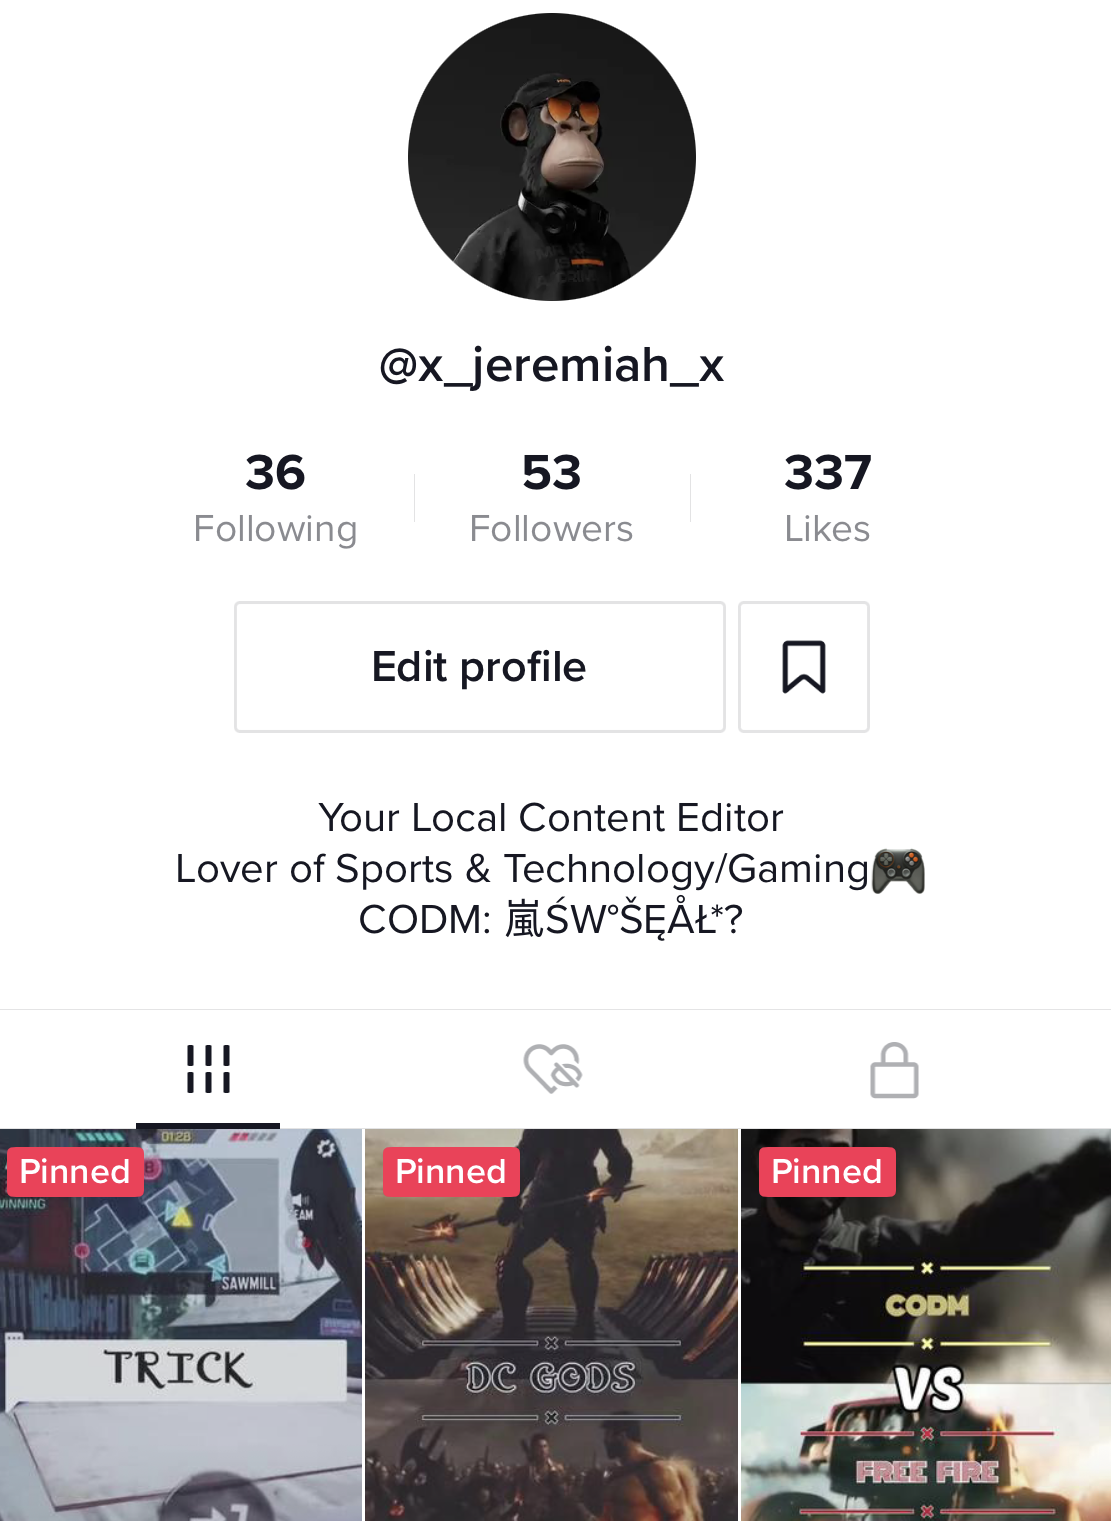 @x_jeremiah_x
36
Following
53
Followers
337
Likes
Edit profile
Your Local Content Editor
Lover of Sports & Technology/Gaming🎮
CODM: 嵐ŚW°ŠĘÅŁ*?
Pinned
01:28
B
WINNING
EAM
SAWMILL
TRICK
Pinned
DC GODS
Pinned
CODM
VS
FREE FIRE